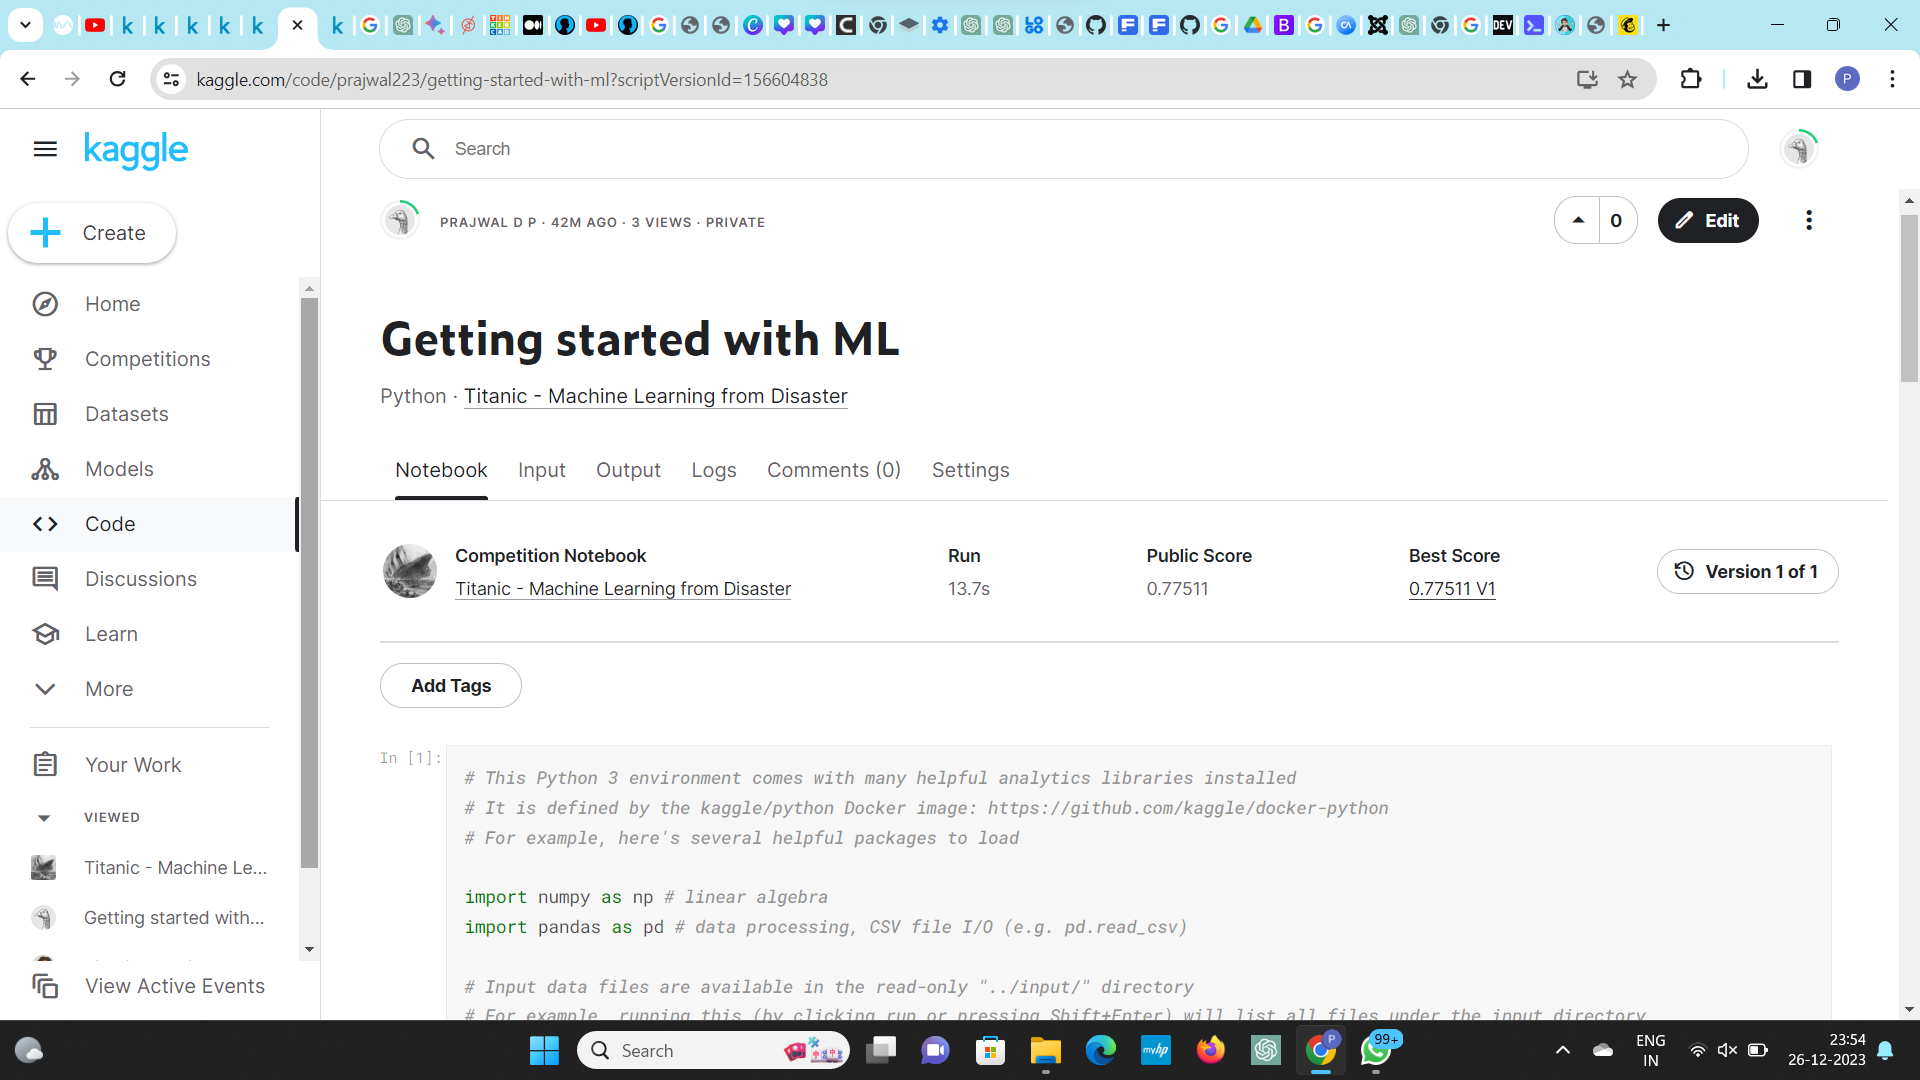 kaggle.com/code/prajwal223/getting-started-with-ml?scriptVersionId=156604838
P
kaggle
Search
Create
PRAJWAL D P · 42M AGO · 3 VIEWS · PRIVATE
0
Edit
Home
Competitions
Datasets
Models
Code
Discussions
Learn
More
Your Work
VIEWED
Titanic - Machine Le...
Getting started with...
View Active Events
Getting started with ML
Python · Titanic - Machine Learning from Disaster
Notebook Input Output Logs Comments (0) Settings
Competition Notebook
Titanic - Machine Learning from Disaster
Run
13.7s
Public Score
0.77511
Best Score
0.77511 V1
Version 1 of 1
Add Tags
In [1]:
# This Python 3 environment comes with many helpful analytics libraries installed
# It is defined by the kaggle/python Docker image: https://github.com/kaggle/docker-python
# For example, here's several helpful packages to load
import numpy as np # linear algebra
import pandas as pd # data processing, CSV file I/O (e.g. pd.read_csv)
# Input data files are available in the read-only "../input/" directory
# For example, running this (by clicking run or pressing Shift+Enter) will list all files under the input directory
Search
myhp
P
99+
ENG
IN
23:54
26-12-2023